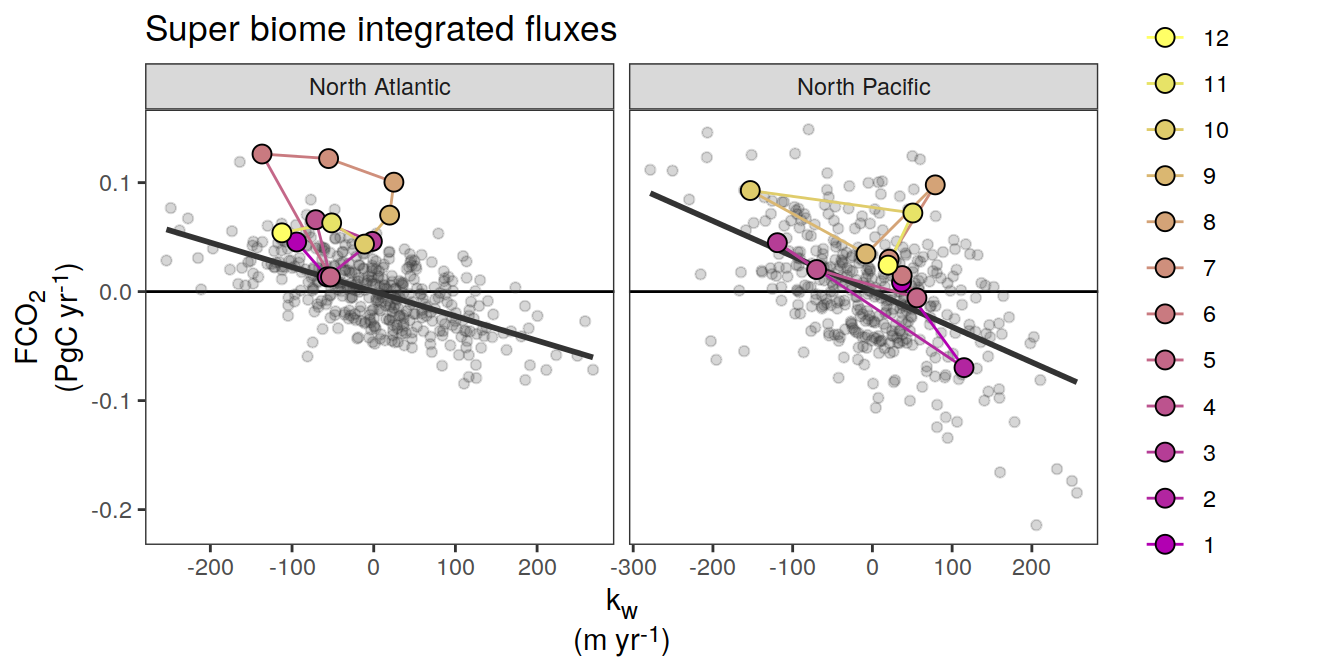 Super biome integrated fluxes
North Atlantic
North Pacific
0.1
0.0
-0.1
-0.2
FCO₂
(PgC yr⁻¹)
-200 -100 0 100 200
-300 -200 -100 0 100 200
k_w
(m yr⁻¹)
12
11
10
9
8
7
6
5
4
3
2
1